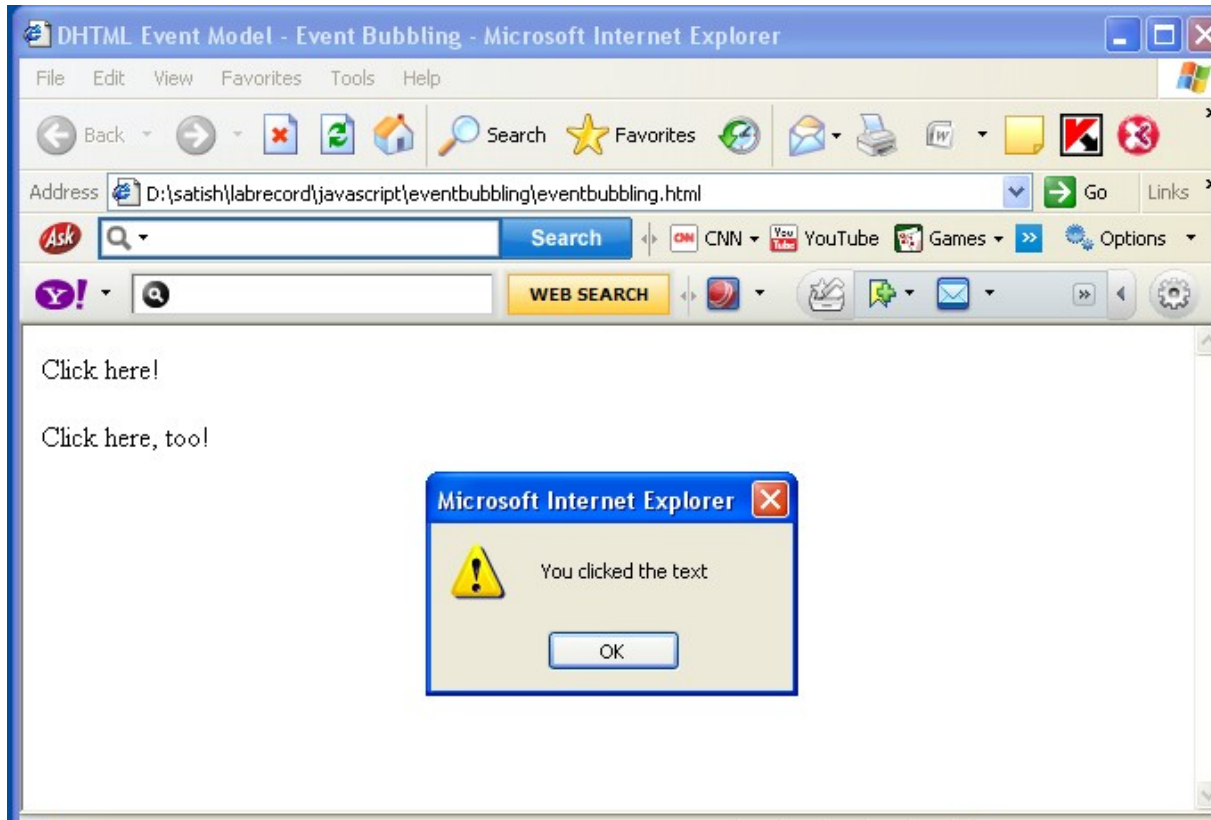 DHTML Event Model - Event Bubbling - Microsoft Internet Explorer
File Edit View Favorites Tools Help
Back Search Favorites
Address D:\satish\labrecord\javascript\eventbubbling\eventbubbling.html Go Links
Ask Search CNN CNN YouTube Games Options
Y! WEB SEARCH
Click here!
Click here, too!
Microsoft Internet Explorer
You clicked the text
OK